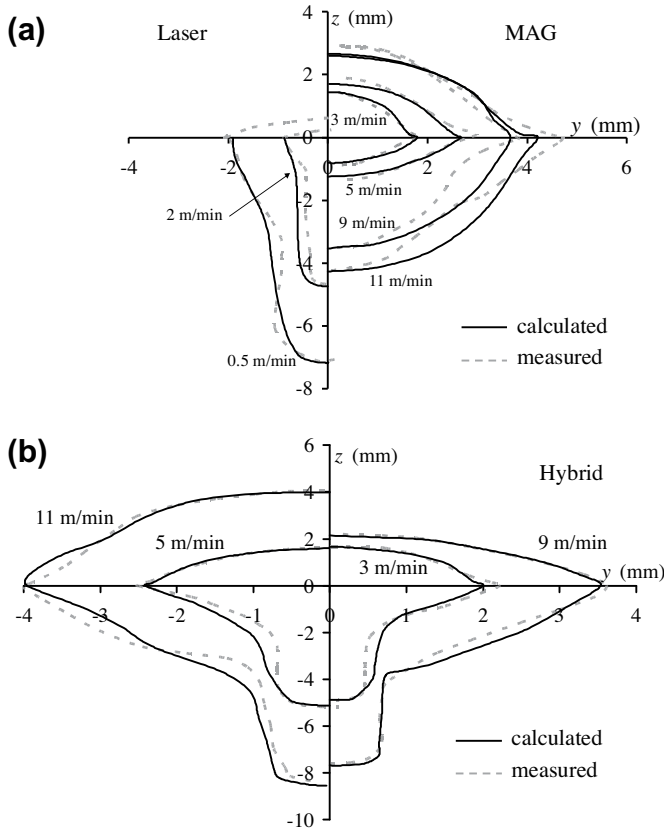 (a)
z (mm)
Laser
MAG
4
2
3 m/min
y (mm)
-4
-2
0
2
4
6
5 m/min
-2
2 m/min
9 m/min
-4
11 m/min
-6
calculated
0.5 m/min
measured
-8
(b)
6
z (mm)
Hybrid
4
11 m/min
5 m/min
2
9 m/min
3 m/min
y (mm)
0
-4
-3
-2
-1
0
1
2
3
4
-2
-4
-6
calculated
-8
measured
-10